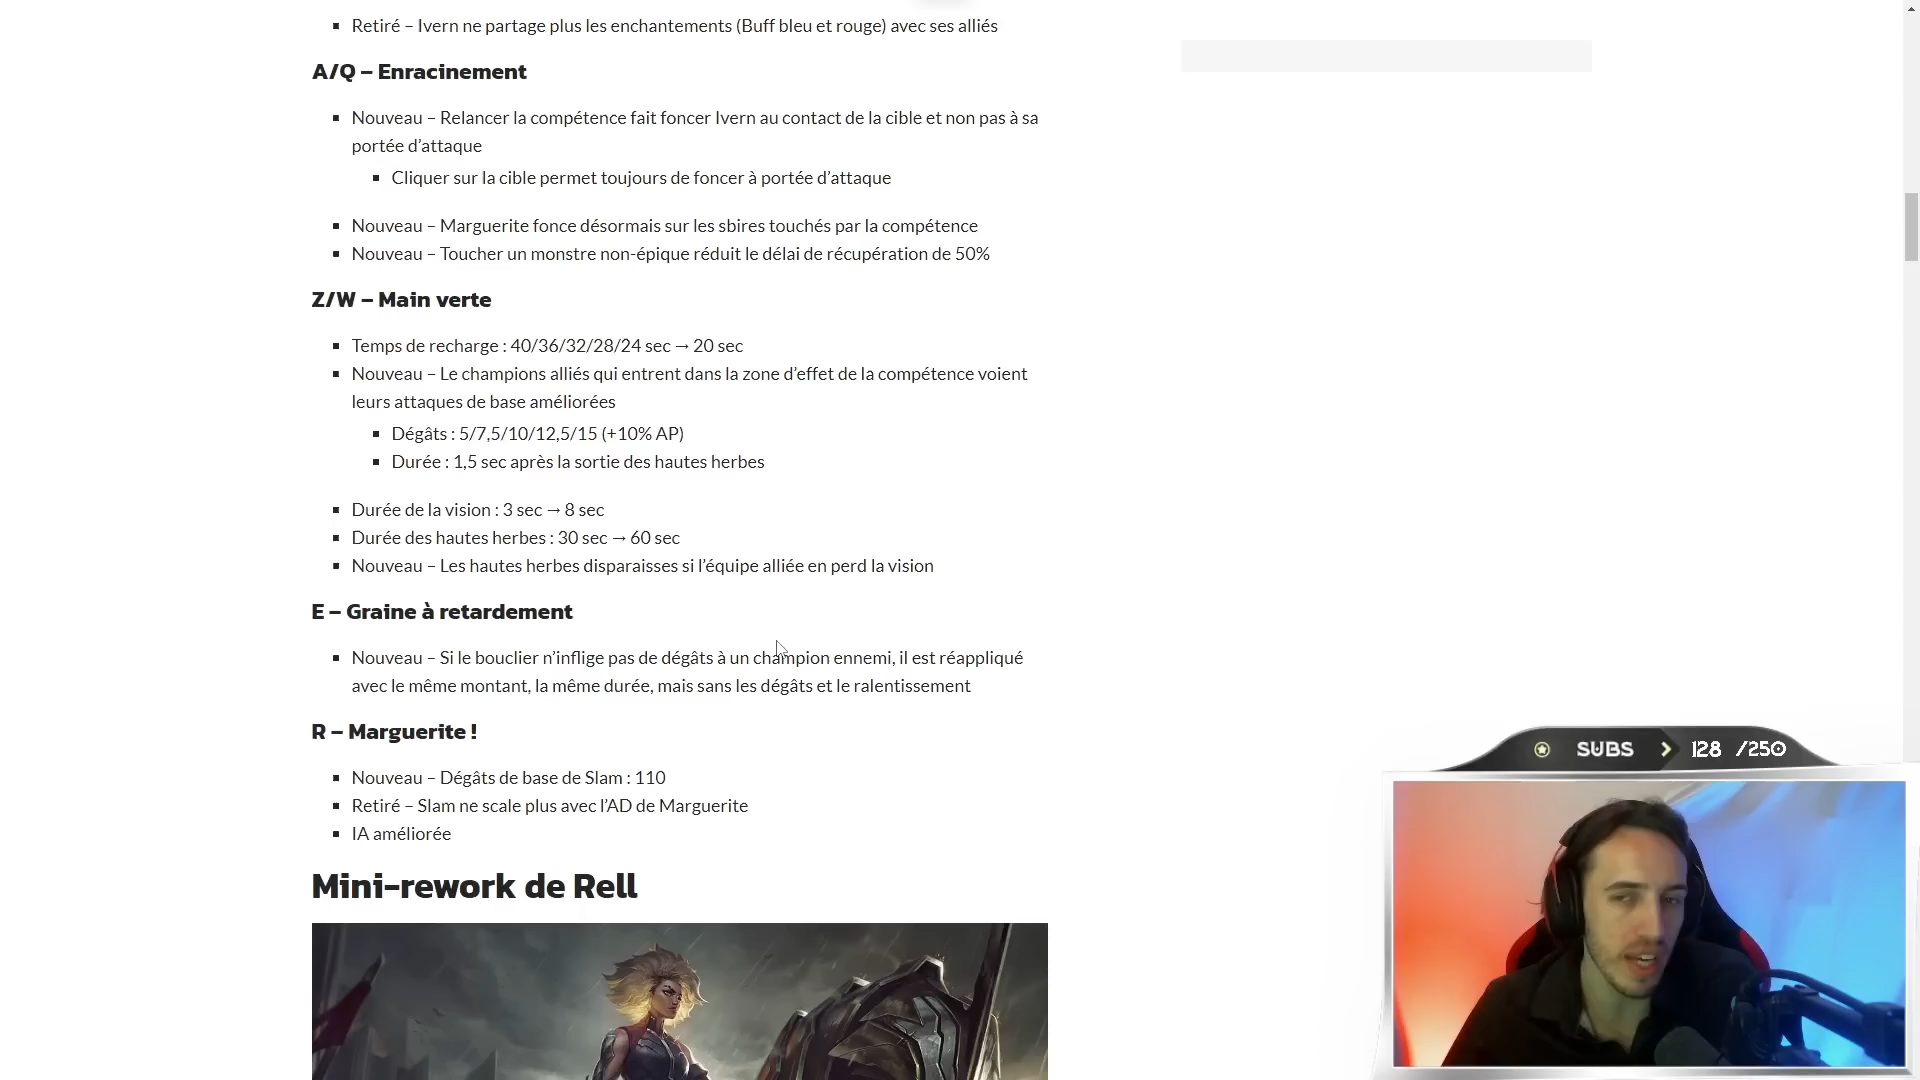 Retiré – Ivern ne partage plus les enchantements (Buff bleu et rouge) avec ses alliés
A/Q – Enracinement
Nouveau – Relancer la compétence fait foncer Ivern au contact de la cible et non pas à sa
portée d’attaque
Cliquer sur la cible permet toujours de foncer à portée d’attaque
Nouveau – Marguerite fonce désormais sur les sbires touchés par la compétence
Nouveau – Toucher un monstre non-épique réduit le délai de récupération de 50%
Z/W – Main verte
Temps de recharge : 40/36/32/28/24 sec → 20 sec
Nouveau – Le champions alliés qui entrent dans la zone d’effet de la compétence voient
leurs attaques de base améliorées
Dégâts : 5/7,5/10/12,5/15 (+10% AP)
Durée : 1,5 sec après la sortie des hautes herbes
Durée de la vision : 3 sec → 8 sec
Durée des hautes herbes : 30 sec → 60 sec
Nouveau – Les hautes herbes disparaisses si l’équipe alliée en perd la vision
E – Graine à retardement
Nouveau – Si le bouclier n’inflige pas de dégâts à un champion ennemi, il est réappliqué
avec le même montant, la même durée, mais sans les dégâts et le ralentissement
R – Marguerite !
Nouveau – Dégâts de base de Slam : 110
Retiré – Slam ne scale plus avec l’AD de Marguerite
IA améliorée
Mini-rework de Rell
SUBS > 128 /250